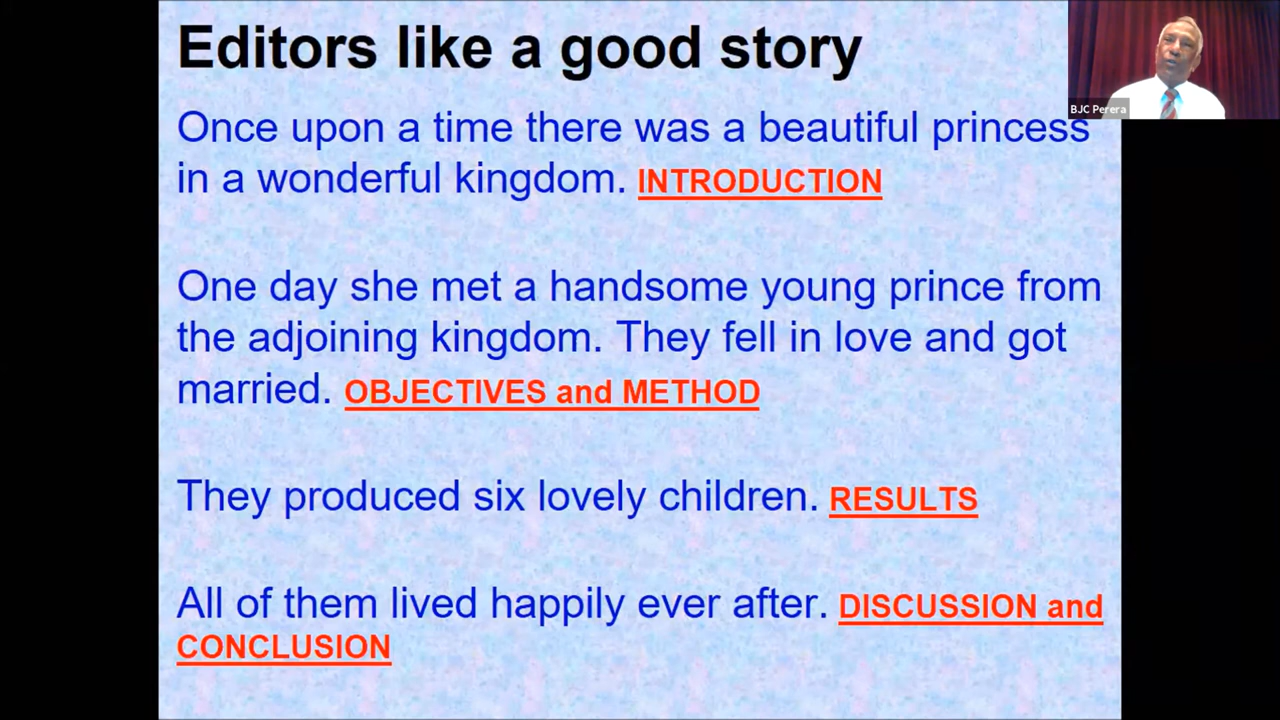 Editors like a good story
BJC Perera
Once upon a time there was a beautiful princess
in a wonderful kingdom. INTRODUCTION
One day she met a handsome young prince from
the adjoining kingdom. They fell in love and got
married. OBJECTIVES and METHOD
They produced six lovely children. RESULTS
All of them lived happily ever after. DISCUSSION and
CONCLUSION